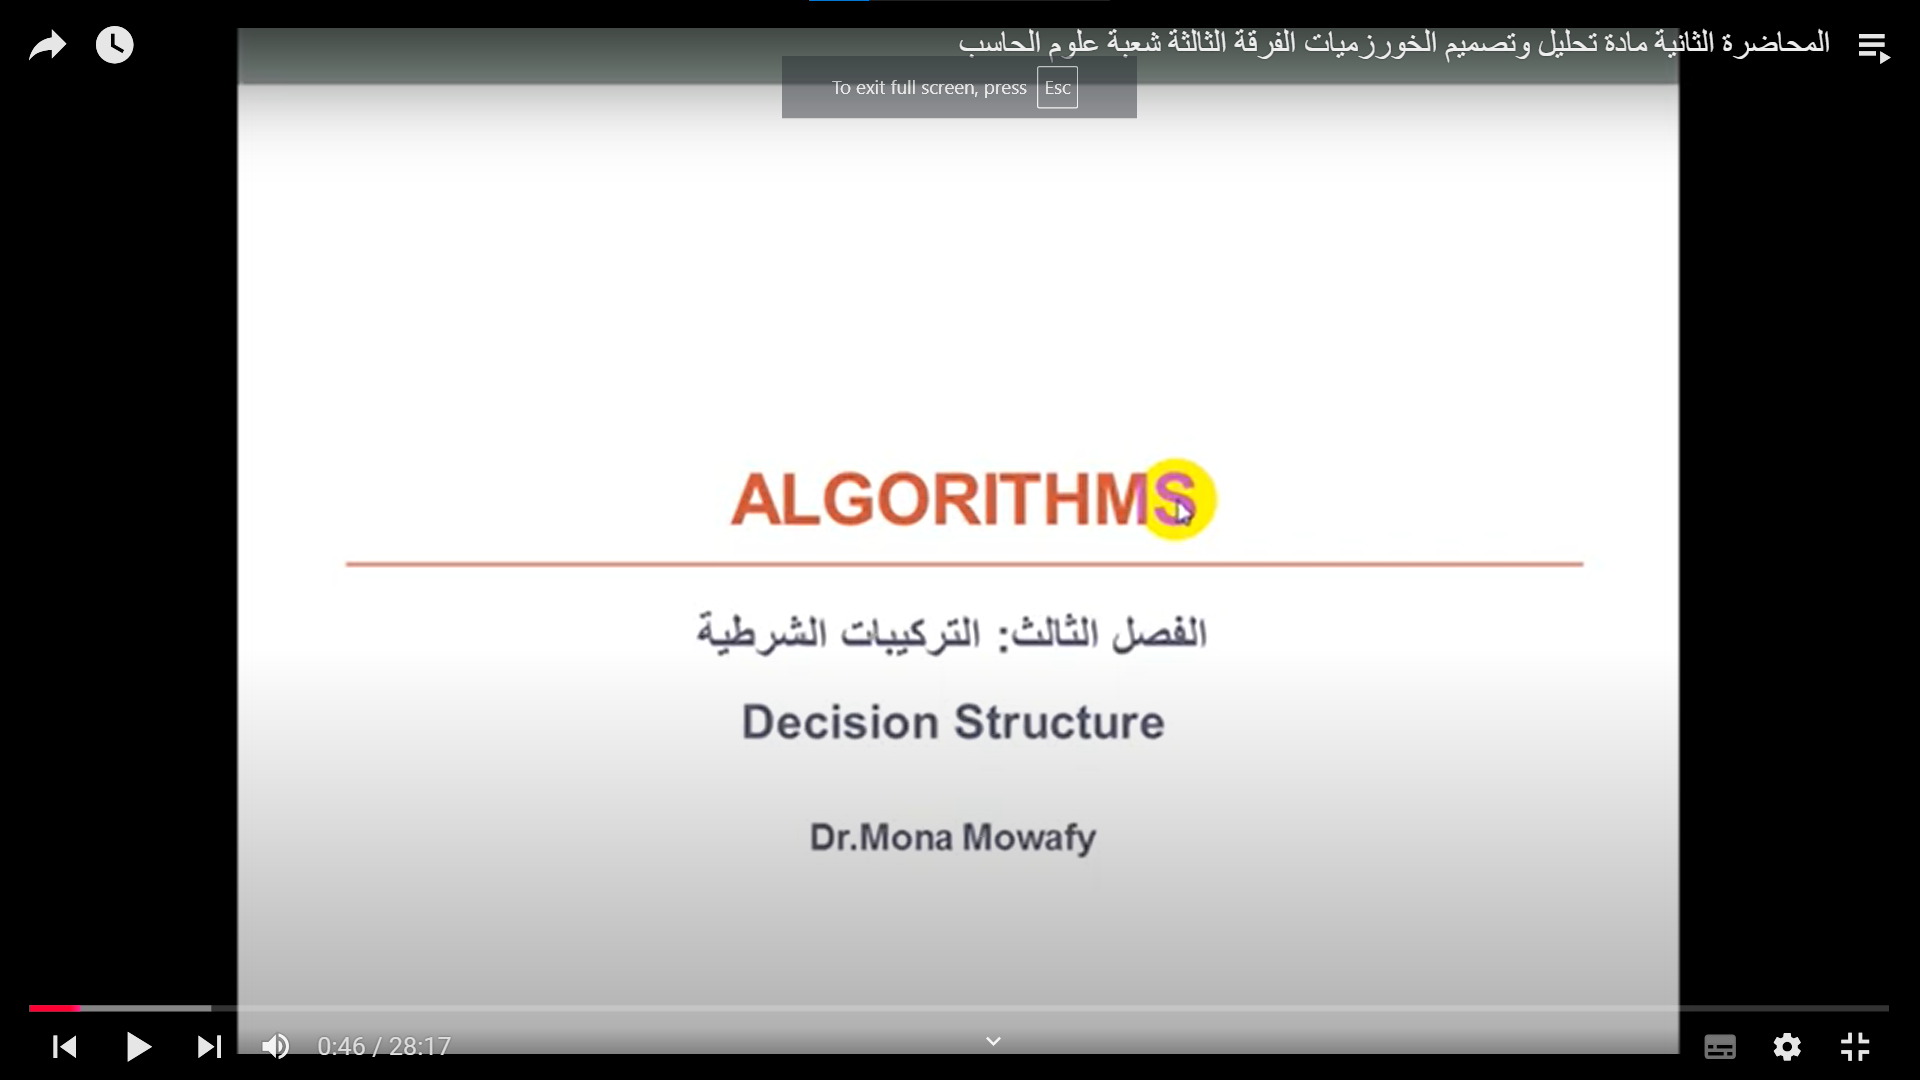 المحاضرة الثانية مادة تحليل وتصميم الخورزميات الفرقة الثالثة شعبة علوم الحاسب
To exit full screen, press Esc
ALGORITHMS
الفصل الثالث: التركيبات الشرطية
Decision Structure
Dr.Mona Mowafy
0:46 / 28:17